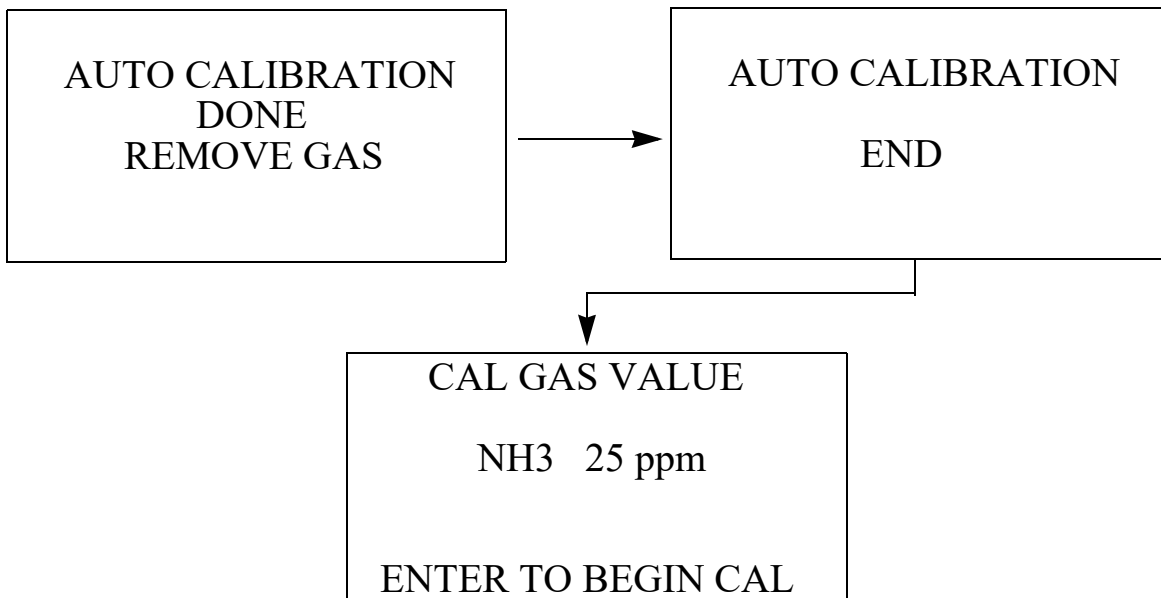 AUTO CALIBRATION
DONE
REMOVE GAS
AUTO CALIBRATION
END
CAL GAS VALUE
NH3 25 ppm
ENTER TO BEGIN CAL